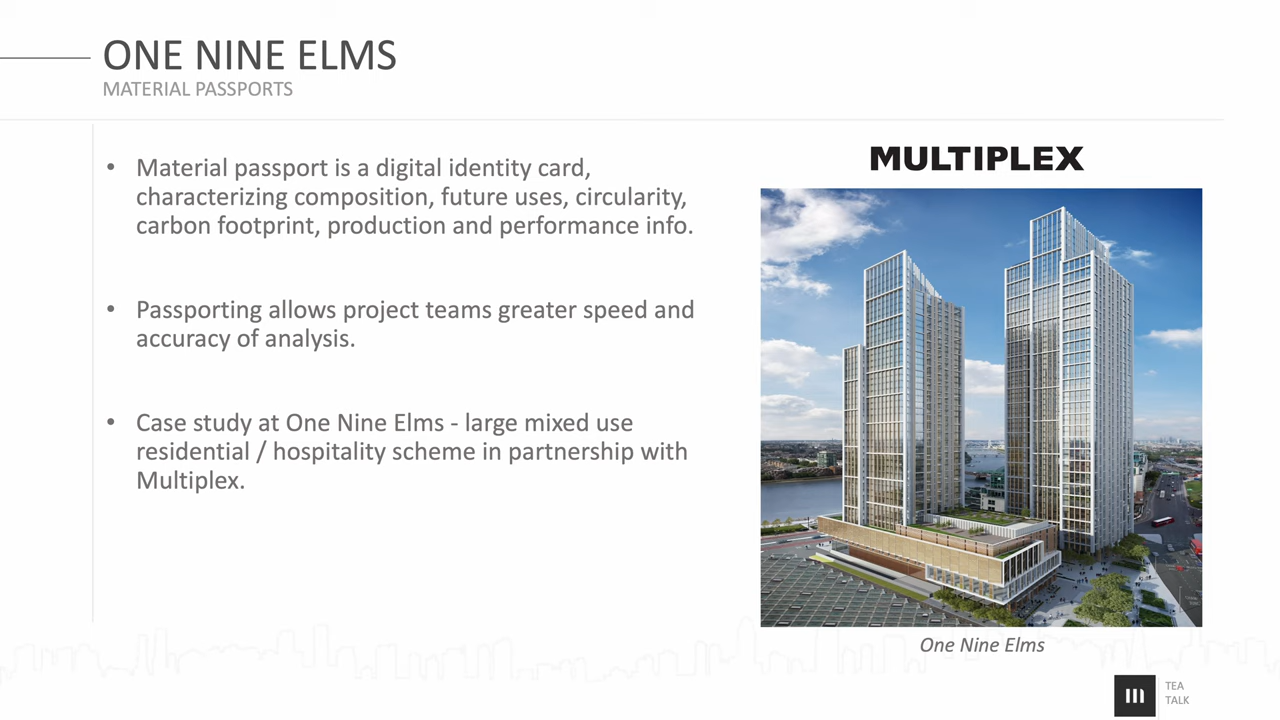 ONE NINE ELMS
MATERIAL PASSPORTS
• Material passport is a digital identity card,
characterizing composition, future uses, circularity,
carbon footprint, production and performance info.
• Passporting allows project teams greater speed and
accuracy of analysis.
• Case study at One Nine Elms - large mixed use
residential / hospitality scheme in partnership with
Multiplex.
MULTIPLEX
One Nine Elms
m
TEA
TALK